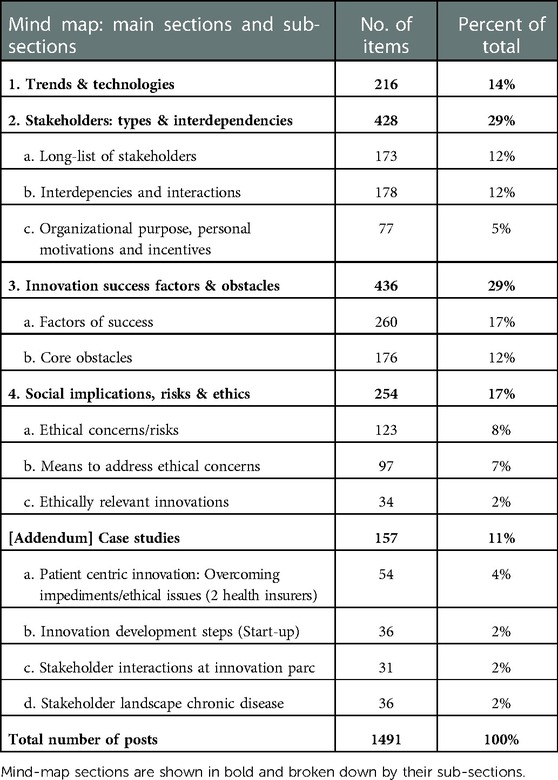 Mind map: main sections and sub- No. of Percent of
sections items total
1. Trends & technologies 216 14%
2. Stakeholders: types & interdependencies 428 29%
a. Long-list of stakeholders 173 12%
b. Interdepencies and interactions 178 12%
c. Organizational purpose, personal 77 5%
motivations and incentives
3. Innovation success factors & obstacles 436 29%
a. Factors of success 260 17%
b. Core obstacles 176 12%
4. Social implications, risks & ethics 254 17%
a. Ethical concerns/risks 123 8%
b. Means to address ethical concerns 97 7%
c. Ethically relevant innovations 34 2%
[Addendum] Case studies 157 11%
a. Patient centric innovation: Overcoming 54 4%
impediments/ethical issues (2 health insurers)
b. Innovation development steps (Start-up) 36 2%
c. Stakeholder interactions at innovation parc 31 2%
d. Stakeholder landscape chronic disease 36 2%
Total number of posts 1491 100%
Mind-map sections are shown in bold and broken down by their sub-sections.